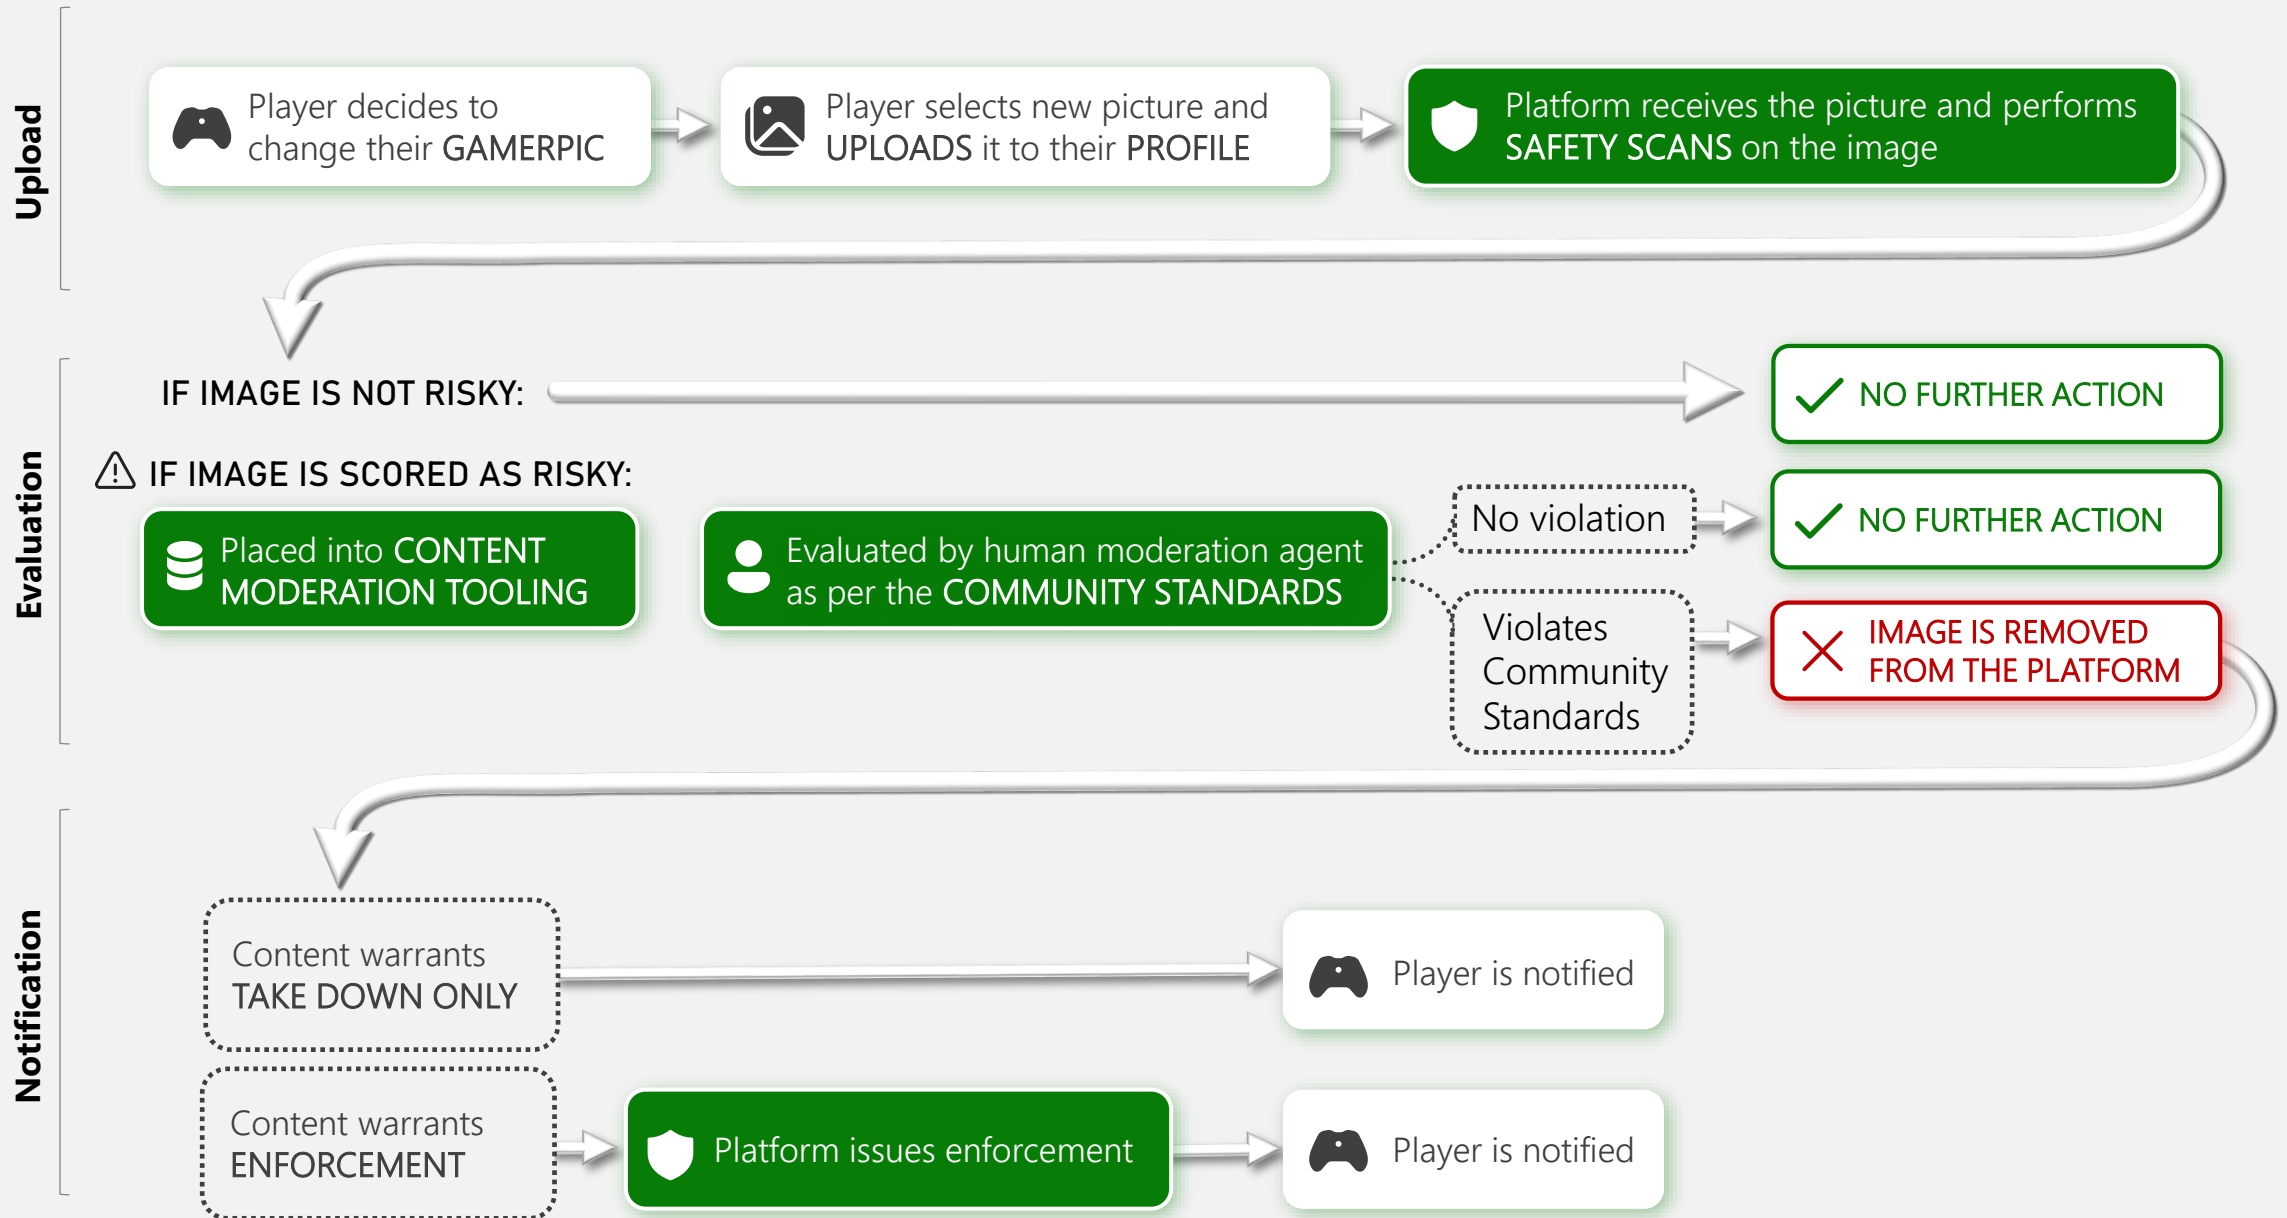 Upload
Player decides to
change their GAMERPIC
Player selects new picture and
UPLOADS it to their PROFILE
Platform receives the picture and performs
SAFETY SCANS on the image
Evaluation
IF IMAGE IS NOT RISKY:
NO FURTHER ACTION
IF IMAGE IS SCORED AS RISKY:
Placed into CONTENT
MODERATION TOOLING
Evaluated by human moderation agent
as per the COMMUNITY STANDARDS
No violation
NO FURTHER ACTION
Violates
Community
Standards
IMAGE IS REMOVED
FROM THE PLATFORM
Notification
Content warrants
TAKE DOWN ONLY
Player is notified
Content warrants
ENFORCEMENT
Platform issues enforcement
Player is notified